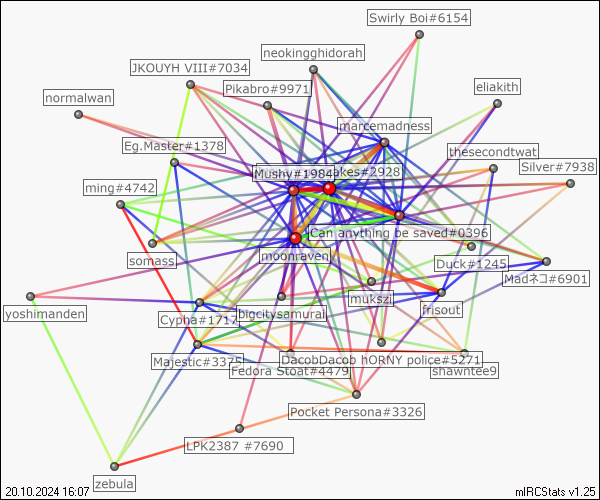 Swirly Boi#6154
neokingghidorah
JKOUYH VIII#7034
Pikabro#9971
eliakith
normalwan
marcemadness
Eg.Master#1378
thesecondtwat
Silver#7938
Mushy#1984
akes#2928
ming#4742
Can anything be saved#0396
somass
moonraven
Duck#1245
Madネコ#6901
mukszi
yoshimanden
bigcitysamurai
frisout
Cypha#1717
Majestic#3375
DacobDacob
hORNY police#5271
Fedora Stoat#4479
shawntee9
Pocket Persona#3326
LPK2387 #7690
zebula
20.10.2024 16:07
mIRCStats v1.25